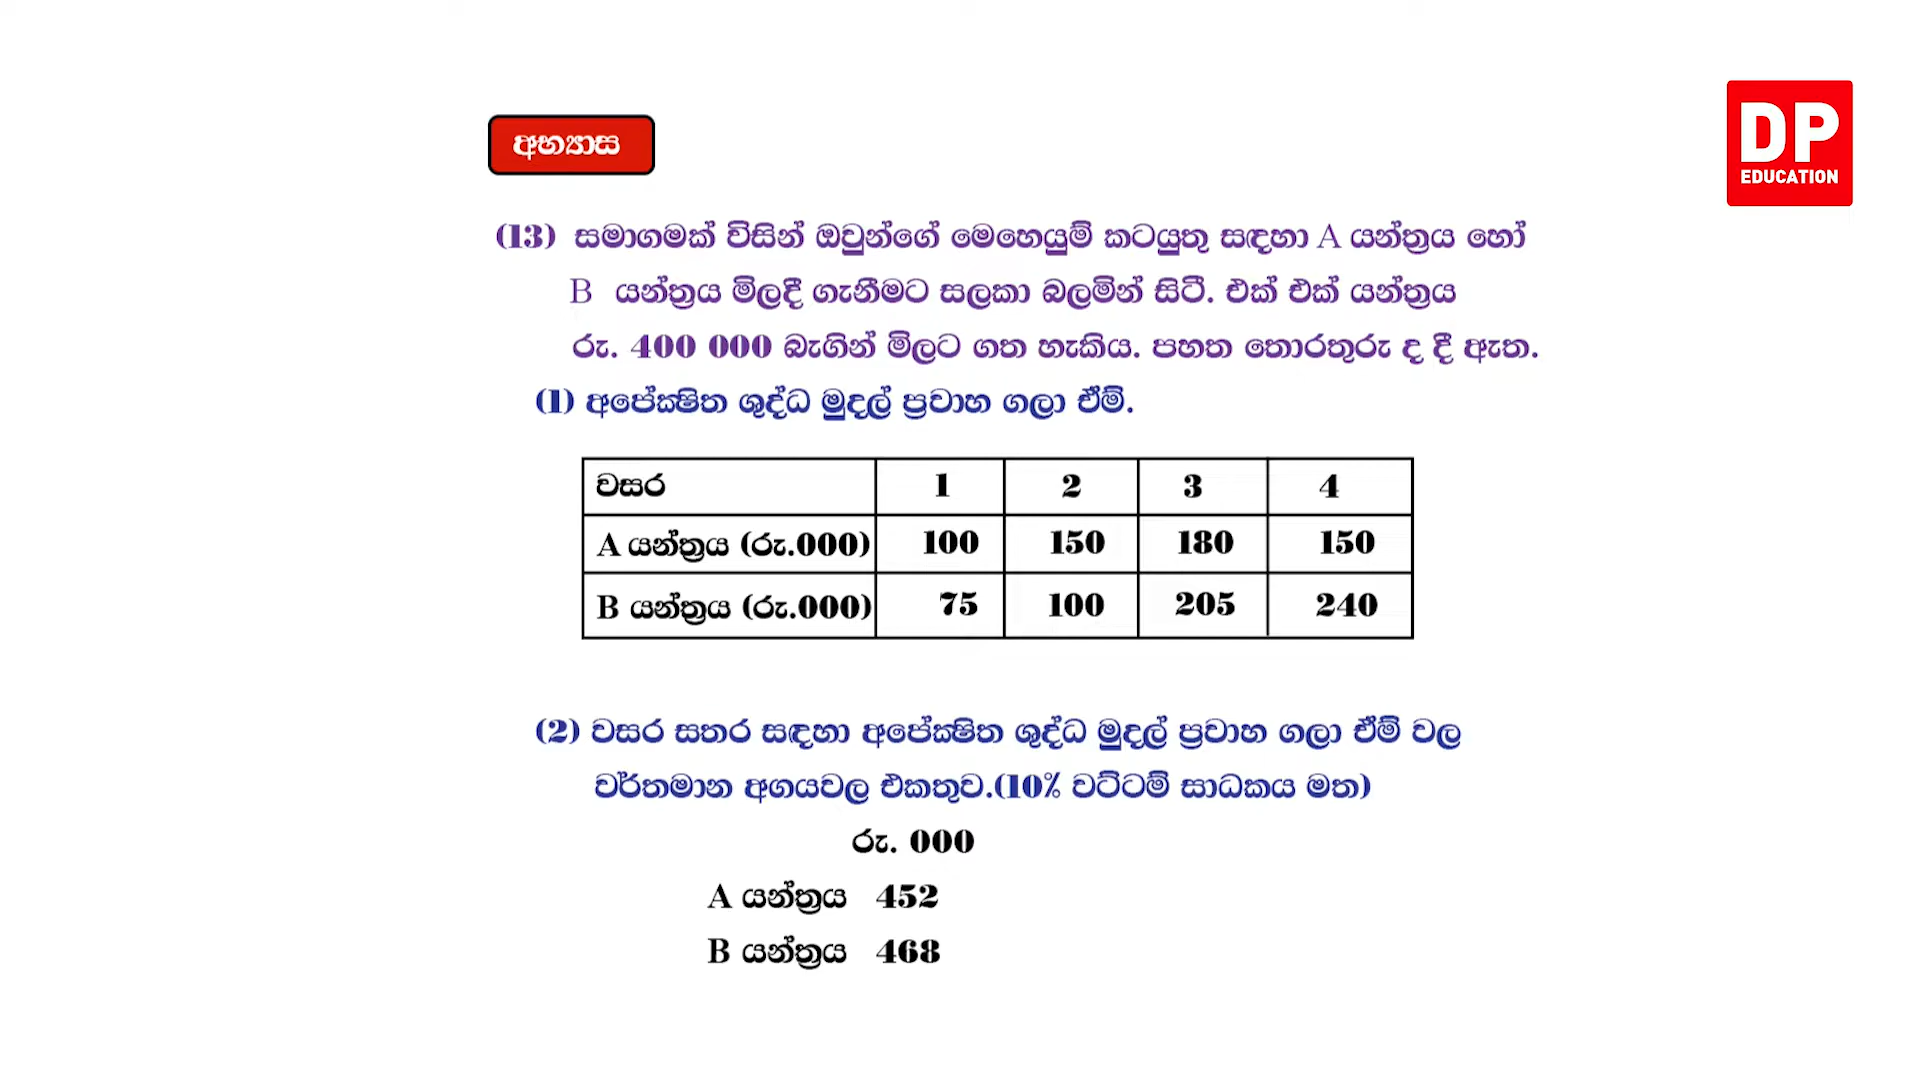 DP
EDUCATION
අභ්‍යාස
(13) සමාගමක් විසින් ඔවුන්ගේ මෙහෙයුම් කටයුතු සඳහා A යන්ත්‍රය හෝ
B යන්ත්‍රය මිලදී ගැනීමට සලකා බලමින් සිටී. එක් එක් යන්ත්‍රය
රු. 400 000 බැගින් මිලට ගත හැකිය. පහත තොරතුරු ද දී ඇත.
(1) අපේක්‍ෂිත ශුද්ධ මුදල් ප්‍රවාහ ගලා ඒම්.
වසර 1 2 3 4
A යන්ත්‍රය (රු.000) 100 150 180 150
B යන්ත්‍රය (රු.000) 75 100 205 240
(2) වසර සතර සඳහා අපේක්‍ෂිත ශුද්ධ මුදල් ප්‍රවාහ ගලා ඒම් වල
වර්තමාන අගයවල එකතුව.(10% වට්ටම් සාධකය මත)
රු. 000
A යන්ත්‍රය 452
B යන්ත්‍රය 468